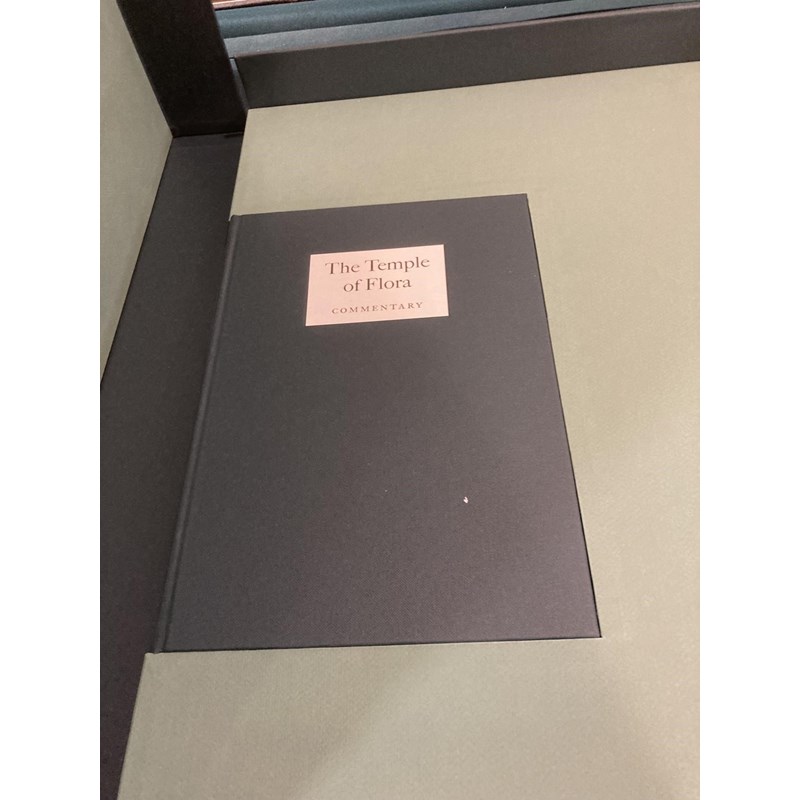 The Temple
of Flora
COMMENTARY